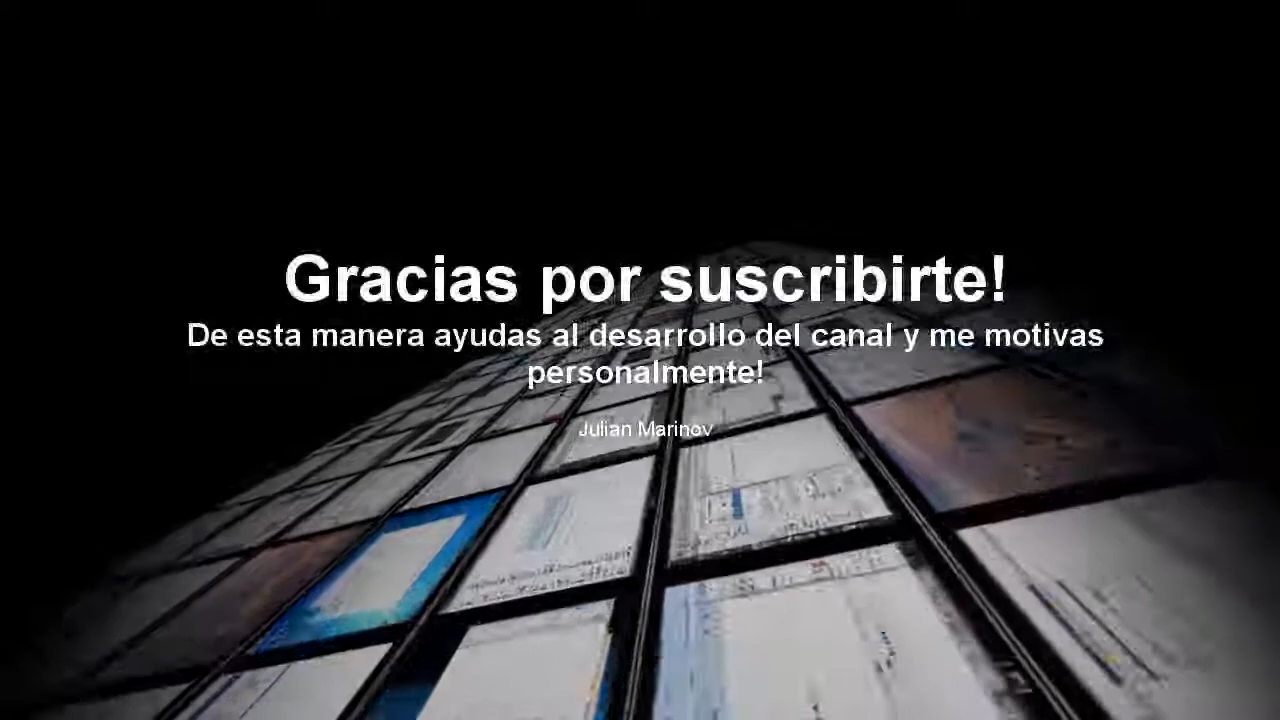 Gracias por suscribirte!
De esta manera ayudas al desarrollo del canal y me motivas
personalmente!
Julian Marinov